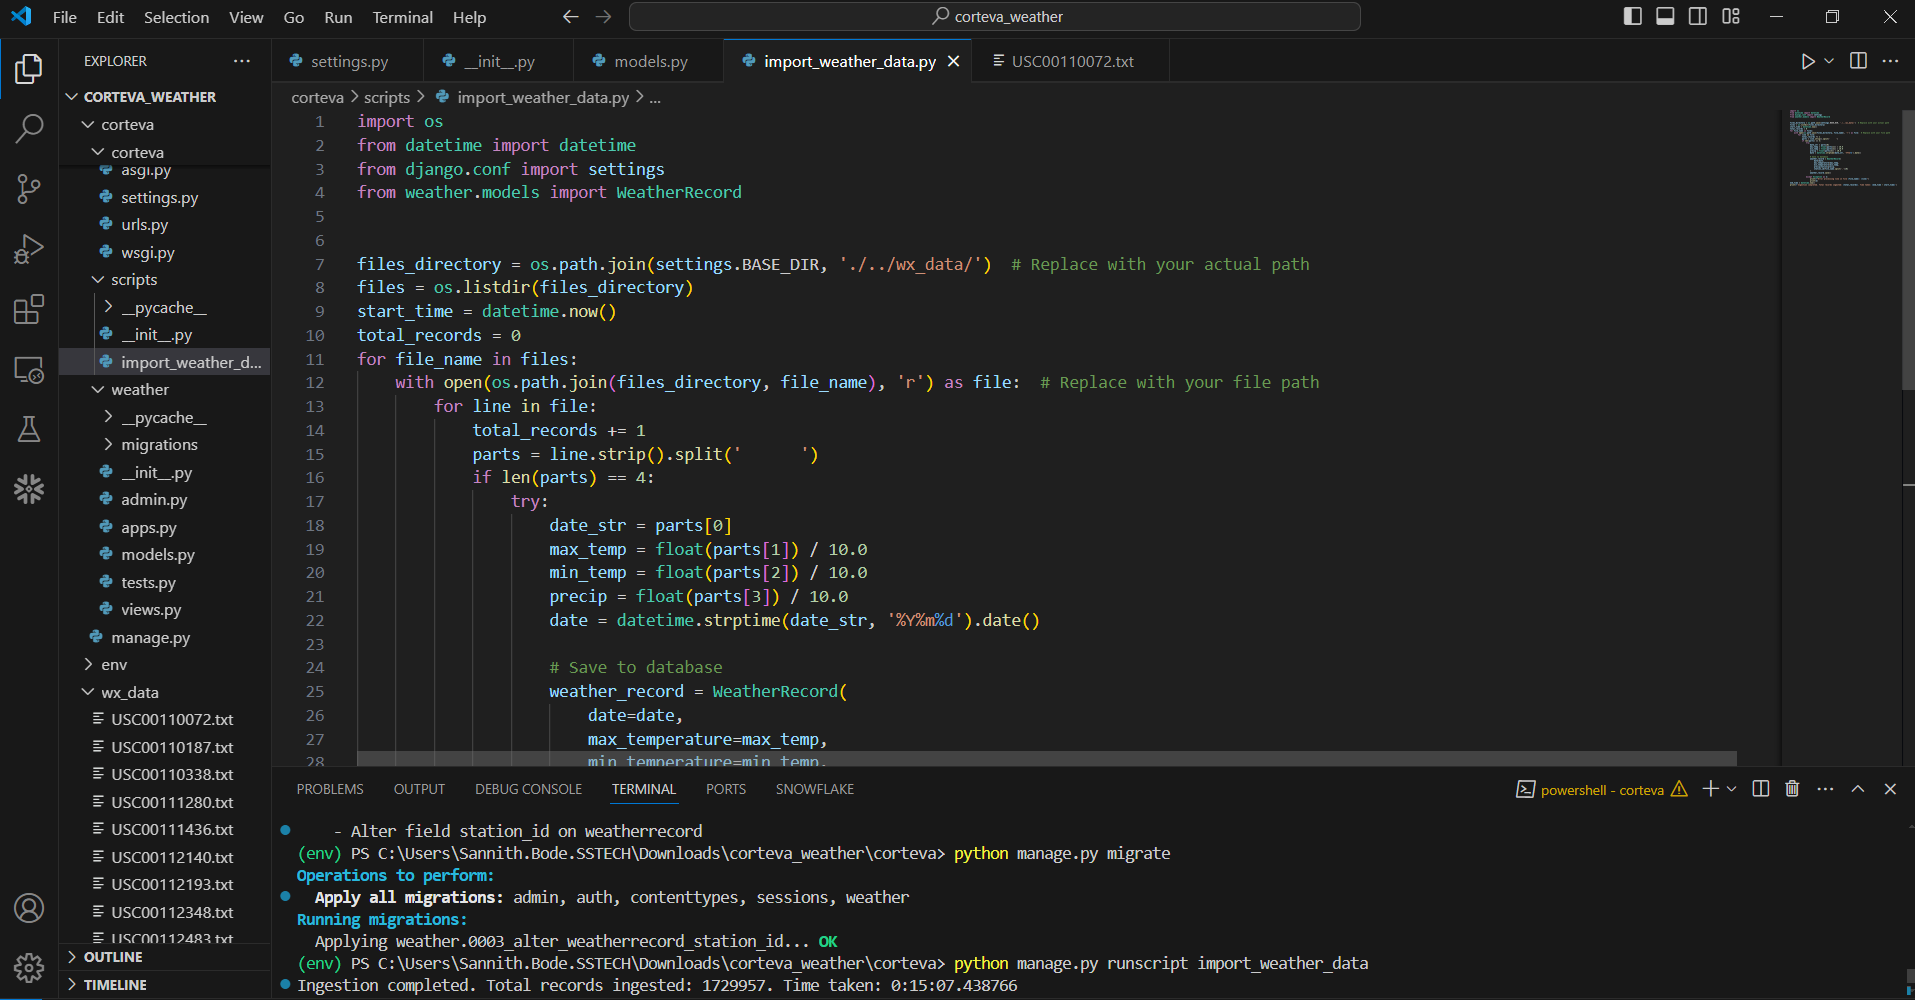 File Edit Selection View Go Run Terminal Help
corteva_weather
EXPLORER
CORTEVA_WEATHER
corteva
corteva
asgi.py
settings.py
urls.py
wsgi.py
scripts
__pycache__
__init__.py
import_weather_d...
weather
__pycache__
migrations
__init__.py
admin.py
apps.py
models.py
tests.py
views.py
manage.py
env
wx_data
USC00110072.txt
USC00110187.txt
USC00110338.txt
USC00111280.txt
USC00111436.txt
USC00112140.txt
USC00112193.txt
USC00112348.txt
USC00112483.txt
OUTLINE
TIMELINE
settings.py __init__.py models.py import_weather_data.py USC00110072.txt
corteva > scripts > import_weather_data.py > ...
1 import os
2 from datetime import datetime
3 from django.conf import settings
4 from weather.models import WeatherRecord
5
6
7 files_directory = os.path.join(settings.BASE_DIR, './../wx_data/')  # Replace with your actual path
8 files = os.listdir(files_directory)
9 start_time = datetime.now()
10 total_records = 0
11 for file_name in files:
12     with open(os.path.join(files_directory, file_name), 'r') as file:  # Replace with your file path
13         for line in file:
14             total_records += 1
15             parts = line.strip().split('      ')
16             if len(parts) == 4:
17                 try:
18                     date_str = parts[0]
19                     max_temp = float(parts[1]) / 10.0
20                     min_temp = float(parts[2]) / 10.0
21                     precip = float(parts[3]) / 10.0
22                     date = datetime.strptime(date_str, '%Y%m%d').date()
23
24                     # Save to database
25                     weather_record = WeatherRecord(
26                         date=date,
27                         max_temperature=max_temp,
28                         min_temperature=min_temp,
PROBLEMS OUTPUT DEBUG CONSOLE TERMINAL PORTS SNOWFLAKE
powershell - corteva
    - Alter field station_id on weatherrecord
(env) PS C:\Users\Sannith.Bode.SSTECH\Downloads\corteva_weather\corteva> python manage.py migrate
Operations to perform:
  Apply all migrations: admin, auth, contenttypes, sessions, weather
Running migrations:
  Applying weather.0003_alter_weatherrecord_station_id... OK
(env) PS C:\Users\Sannith.Bode.SSTECH\Downloads\corteva_weather\corteva> python manage.py runscript import_weather_data
Ingestion completed. Total records ingested: 1729957. Time taken: 0:15:07.438766